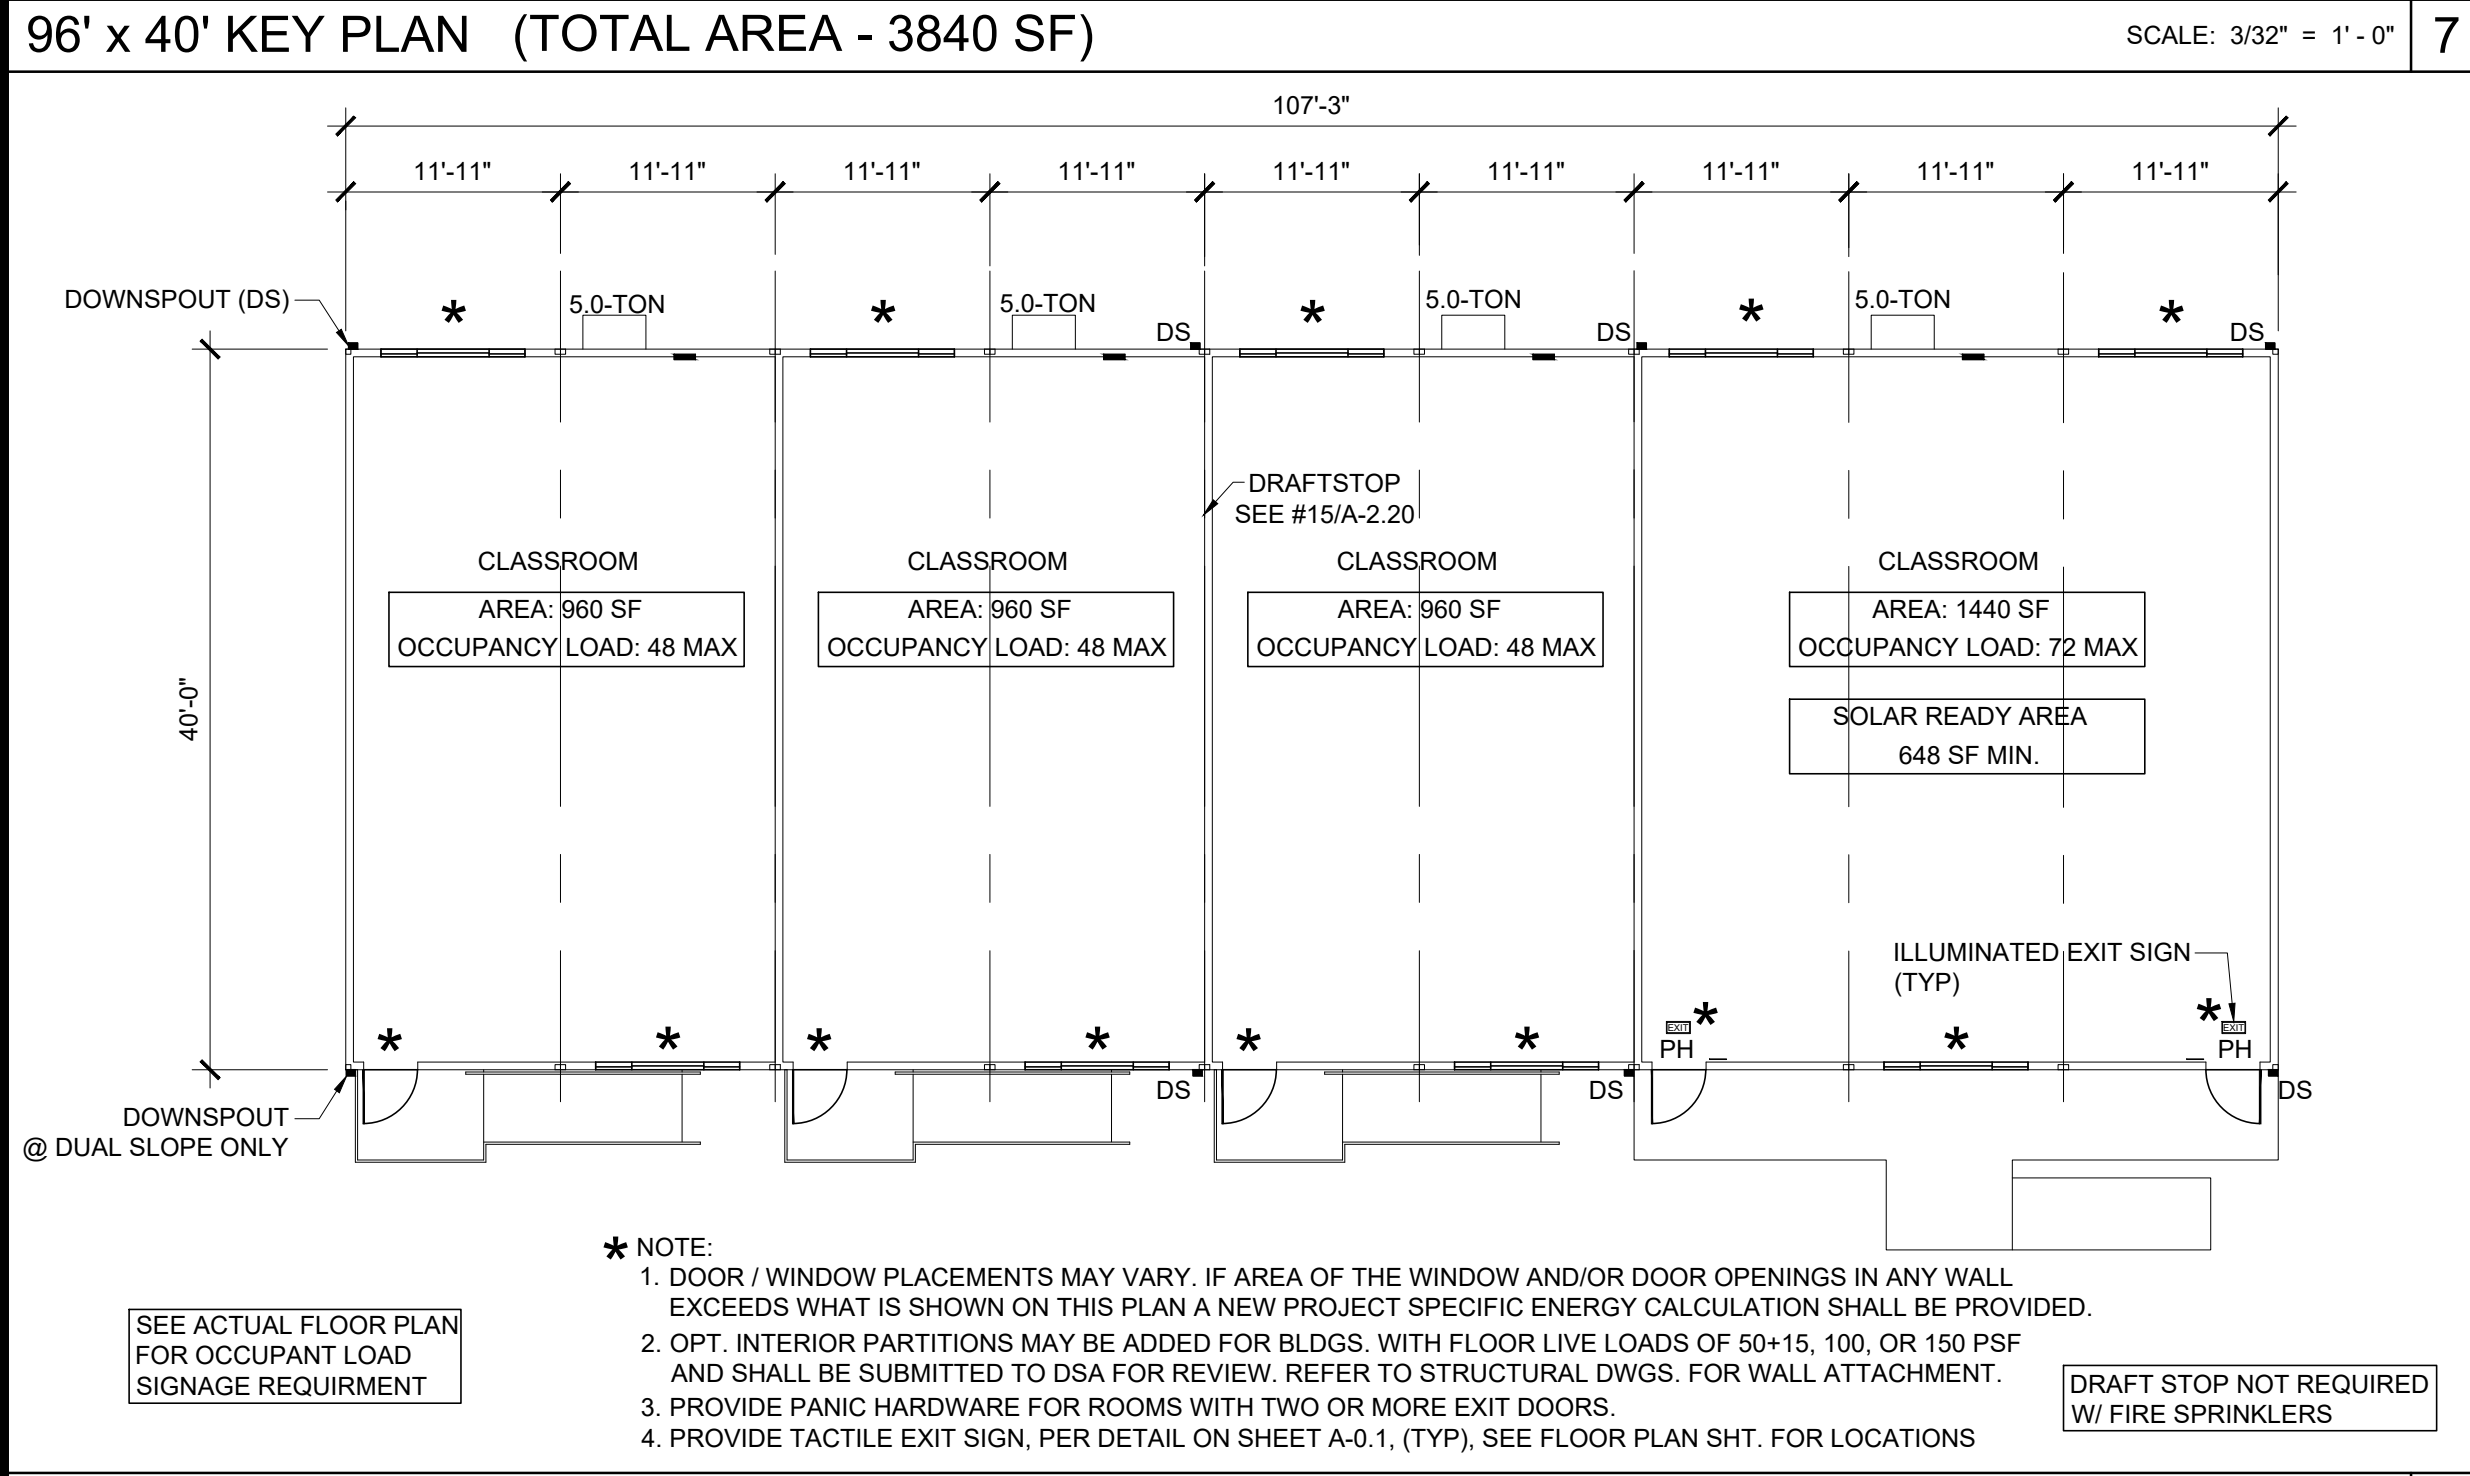 96' x 40' KEY PLAN (TOTAL AREA - 3840 SF)
SCALE: 3/32" = 1' - 0"
7
107'-3"
11'-11" 11'-11" 11'-11" 11'-11" 11'-11" 11'-11" 11'-11" 11'-11" 11'-11"
DOWNSPOUT (DS)
* 5.0-TON * 5.0-TON * 5.0-TON * 5.0-TON *
DS DS DS
DRAFTSTOP
SEE #15/A-2.20
40'-0"
CLASSROOM
AREA: 960 SF
OCCUPANCY LOAD: 48 MAX
CLASSROOM
AREA: 960 SF
OCCUPANCY LOAD: 48 MAX
CLASSROOM
AREA: 960 SF
OCCUPANCY LOAD: 48 MAX
CLASSROOM
AREA: 1440 SF
OCCUPANCY LOAD: 72 MAX
SOLAR READY AREA
648 SF MIN.
ILLUMINATED EXIT SIGN
(TYP)
* * * * * * EXIT * * * EXIT
PH PH
DS DS DS
DOWNSPOUT
@ DUAL SLOPE ONLY
* NOTE:
1. DOOR / WINDOW PLACEMENTS MAY VARY. IF AREA OF THE WINDOW AND/OR DOOR OPENINGS IN ANY WALL
EXCEEDS WHAT IS SHOWN ON THIS PLAN A NEW PROJECT SPECIFIC ENERGY CALCULATION SHALL BE PROVIDED.
2. OPT. INTERIOR PARTITIONS MAY BE ADDED FOR BLDGS. WITH FLOOR LIVE LOADS OF 50+15, 100, OR 150 PSF
AND SHALL BE SUBMITTED TO DSA FOR REVIEW. REFER TO STRUCTURAL DWGS. FOR WALL ATTACHMENT.
3. PROVIDE PANIC HARDWARE FOR ROOMS WITH TWO OR MORE EXIT DOORS.
4. PROVIDE TACTILE EXIT SIGN, PER DETAIL ON SHEET A-0.1, (TYP), SEE FLOOR PLAN SHT. FOR LOCATIONS
SEE ACTUAL FLOOR PLAN
FOR OCCUPANT LOAD
SIGNAGE REQUIRMENT
DRAFT STOP NOT REQUIRED
W/ FIRE SPRINKLERS